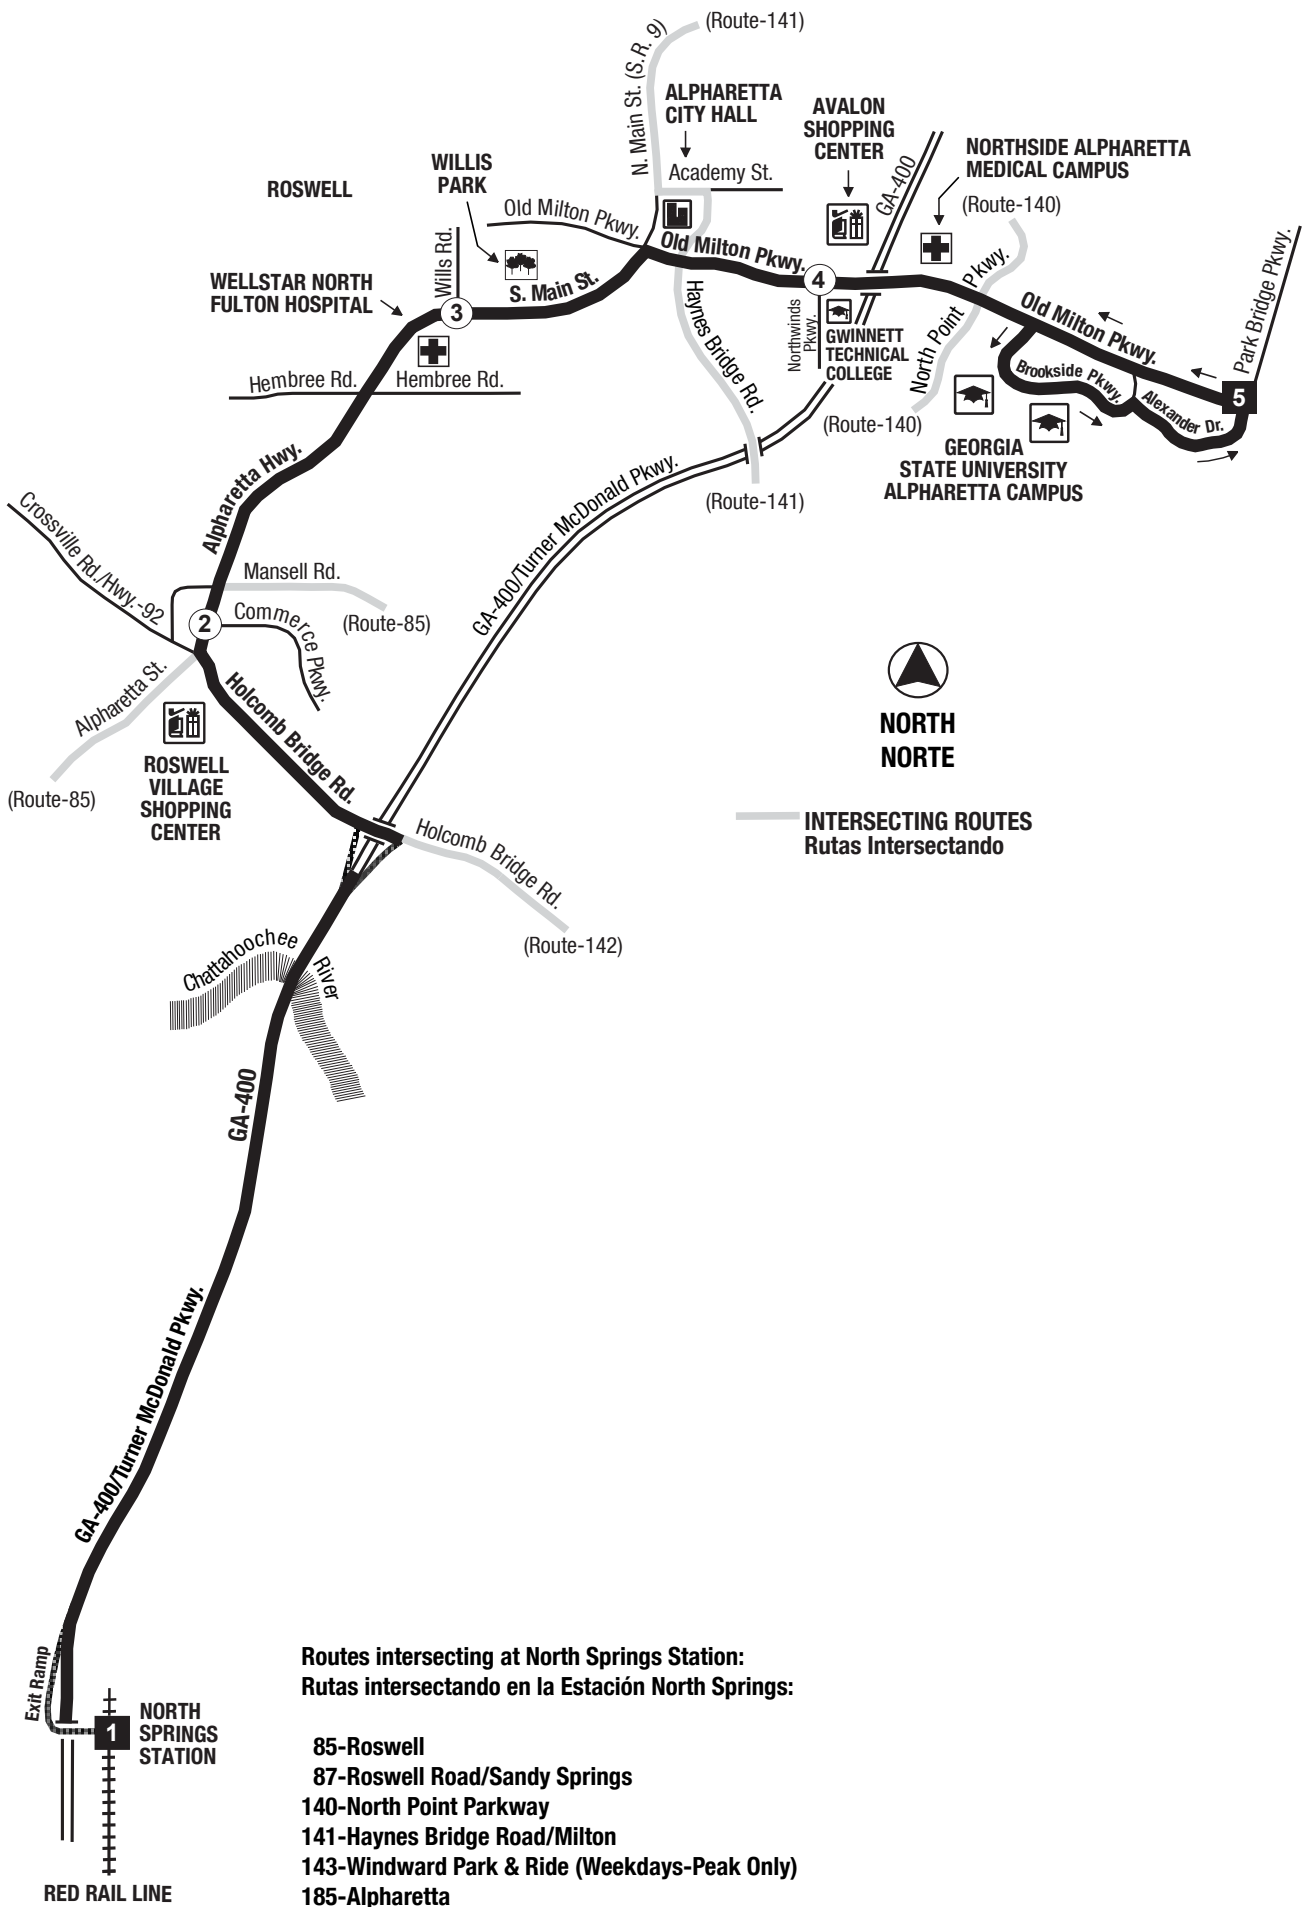 (Route-141)
N. Main St. (S.R. 9)
ALPHARETTA
CITY HALL
AVALON
SHOPPING
CENTER
GA-400
NORTHSIDE ALPHARETTA
MEDICAL CAMPUS
(Route-140)
WILLIS
PARK
ROSWELL
Academy St.
Old Milton Pkwy.
Old Milton Pkwy.
Wills Rd.
WELLSTAR NORTH
FULTON HOSPITAL
S. Main St.
3
4
Haynes Bridge Rd.
Northwinds
Pkwy.
GWINNETT
TECHNICAL
COLLEGE
North Point Pkwy.
Old Milton Pkwy.
Park Bridge Pkwy.
Brookside Pkwy.
Alexander Dr.
5
Hembree Rd.
Hembree Rd.
(Route-140)
GEORGIA
STATE UNIVERSITY
ALPHARETTA CAMPUS
Alpharetta Hwy.
(Route-141)
GA-400/Turner McDonald Pkwy.
Crossville Rd./Hwy.-92
Mansell Rd.
2
Commerce Pkwy.
(Route-85)
Alpharetta St.
Holcomb Bridge Rd.
ROSWELL
VILLAGE
SHOPPING
CENTER
(Route-85)
NORTH
NORTE
INTERSECTING ROUTES
Rutas Intersectando
Holcomb Bridge Rd.
(Route-142)
Chattahoochee River
GA-400
GA-400/Turner McDonald Pkwy.
Exit Ramp
1
NORTH
SPRINGS
STATION
RED RAIL LINE
Routes intersecting at North Springs Station:
Rutas intersectando en la Estación North Springs:
85-Roswell
87-Roswell Road/Sandy Springs
140-North Point Parkway
141-Haynes Bridge Road/Milton
143-Windward Park & Ride (Weekdays-Peak Only)
185-Alpharetta